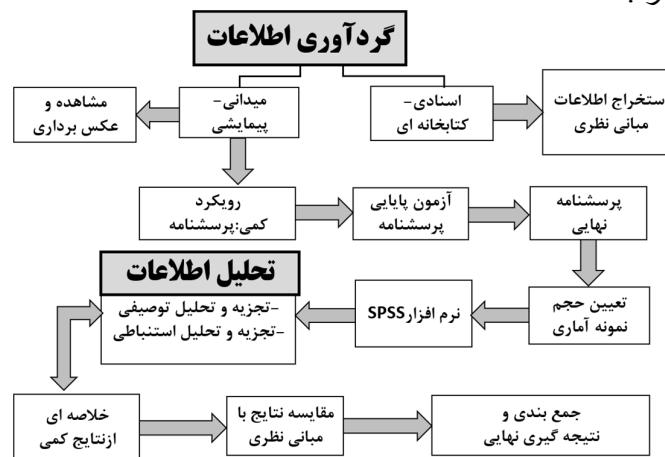 گردآوری اطلاعات
استخراج اطلاعات
مبانی نظری
اسنادی-
کتابخانه ای
میدانی-
پیمایشی
مشاهده و
عکس برداری
رویکرد
کمی:پرسشنامه
آزمون پایایی
پرسشنامه
پرسشنامه
نهایی
تعیین حجم
نمونه آماری
نرم افزارSPSS
تحلیل اطلاعات
-تجزیه و تحلیل توصیفی
-تجزیه و تحلیل استنباطی
خلاصه ای
ازنتایج کمی
مقایسه نتایج با
مبانی نظری
جمع بندی و
نتیجه گیری نهایی